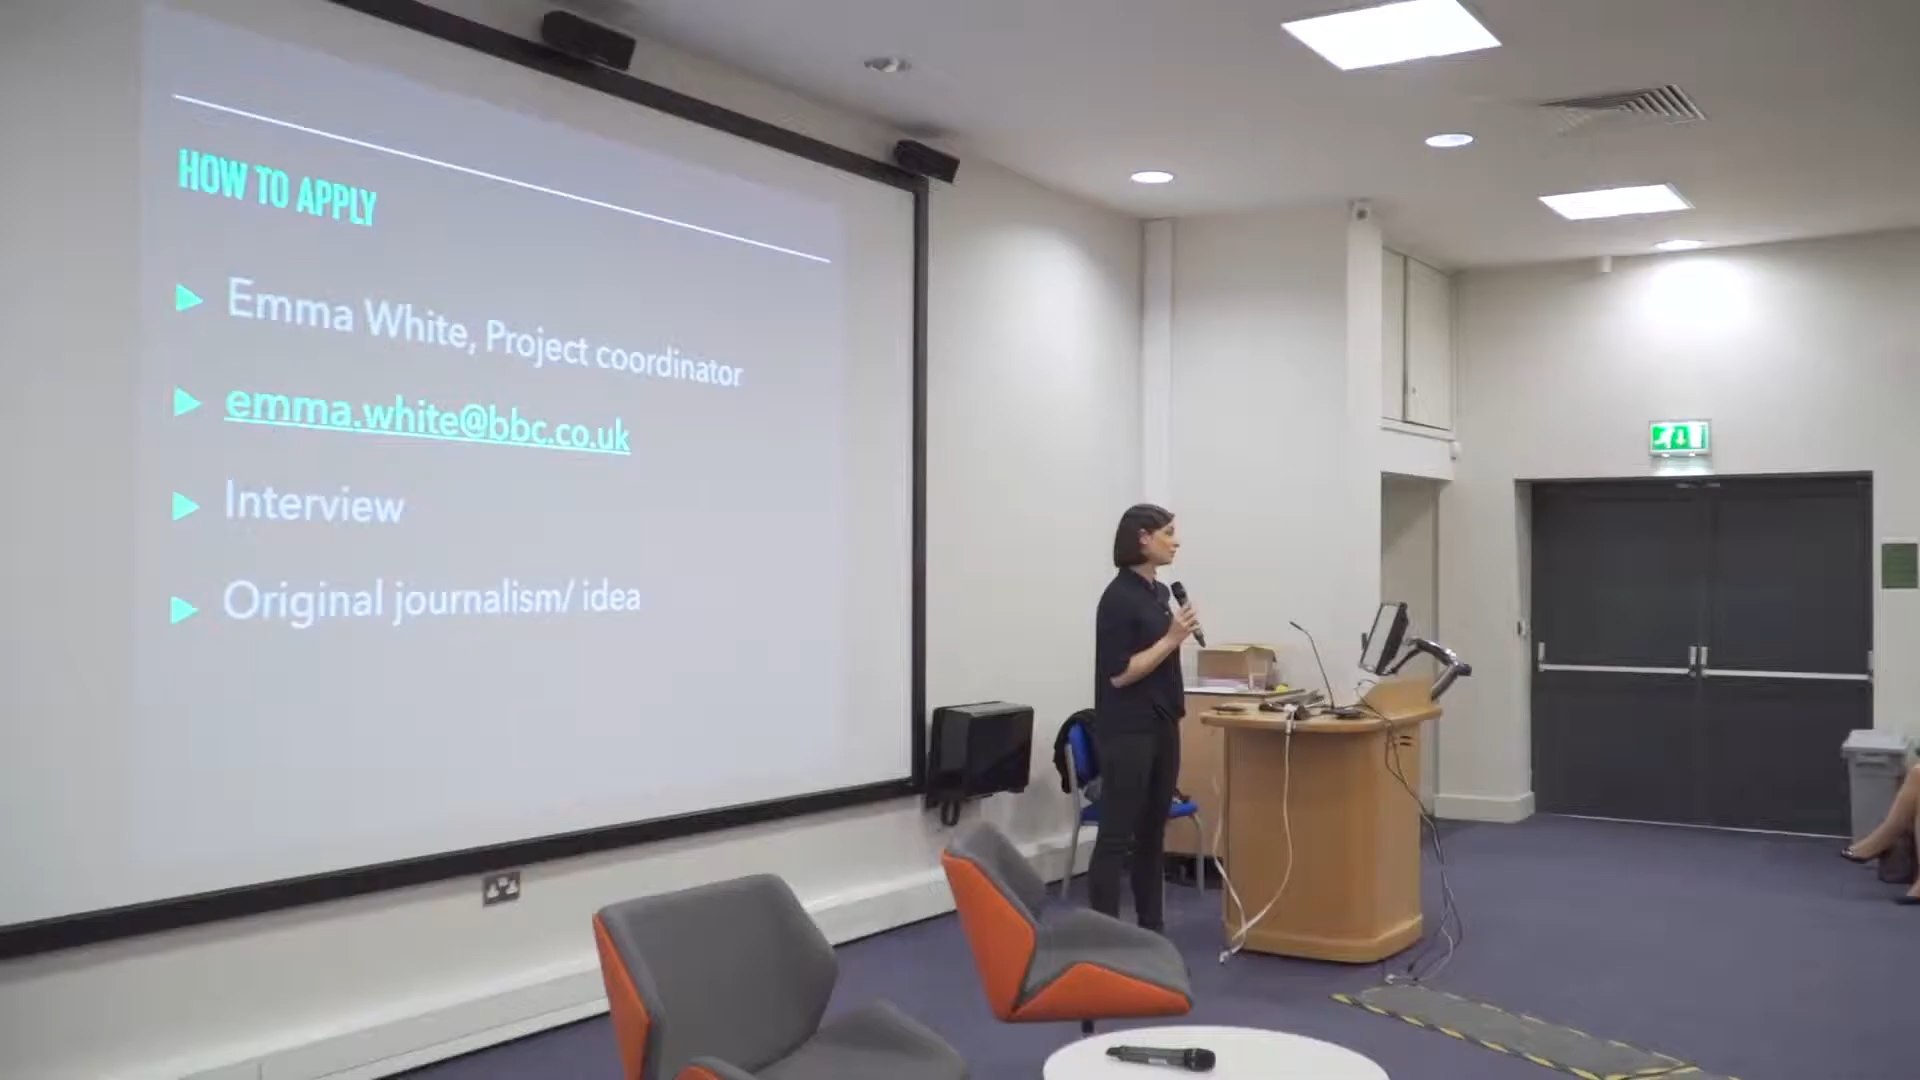 HOW TO APPLY
Emma White, Project coordinator
emma.white@bbc.co.uk
Interview
Original journalism/ idea